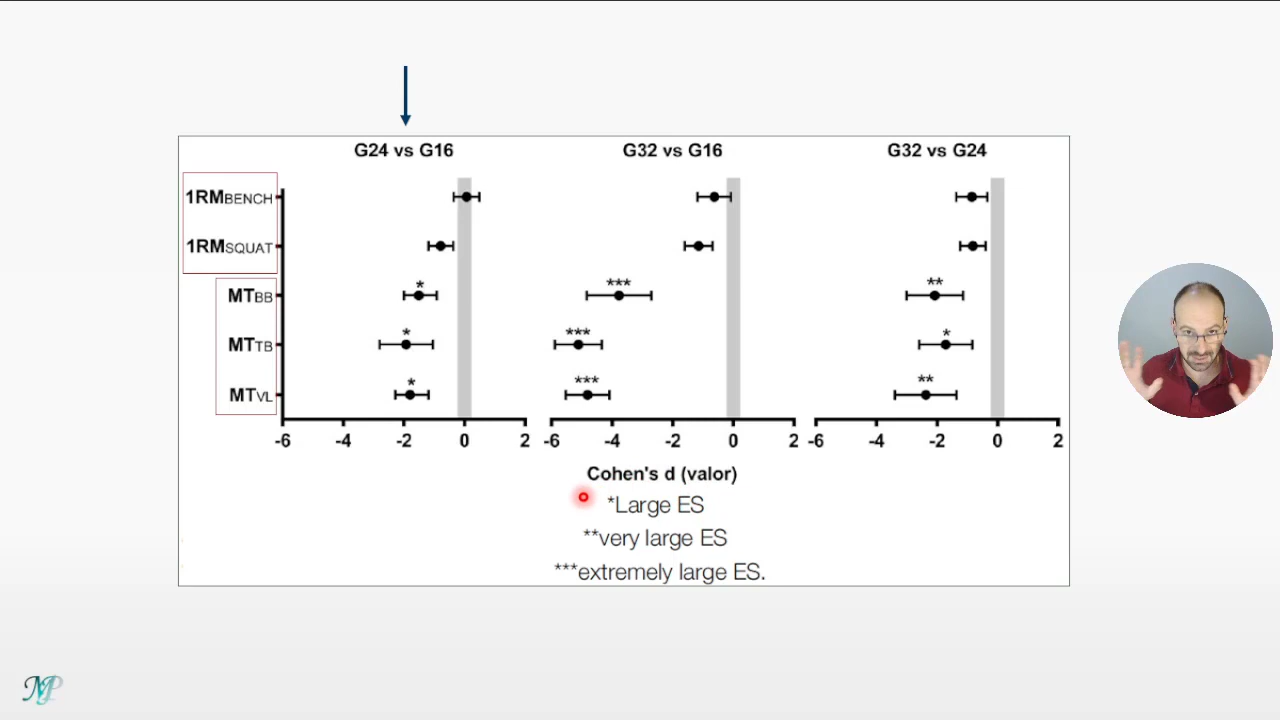 G24 vs G16 G32 vs G16 G32 vs G24
1RMBENCH
1RMSQUAT
* *** **
MTBB
* *** *
MTTB
* *** **
MTVL
-6 -4 -2 0 2 -6 -4 -2 0 2 -6 -4 -2 0 2
Cohen's d (valor)
*Large ES
**very large ES
***extremely large ES.
MP